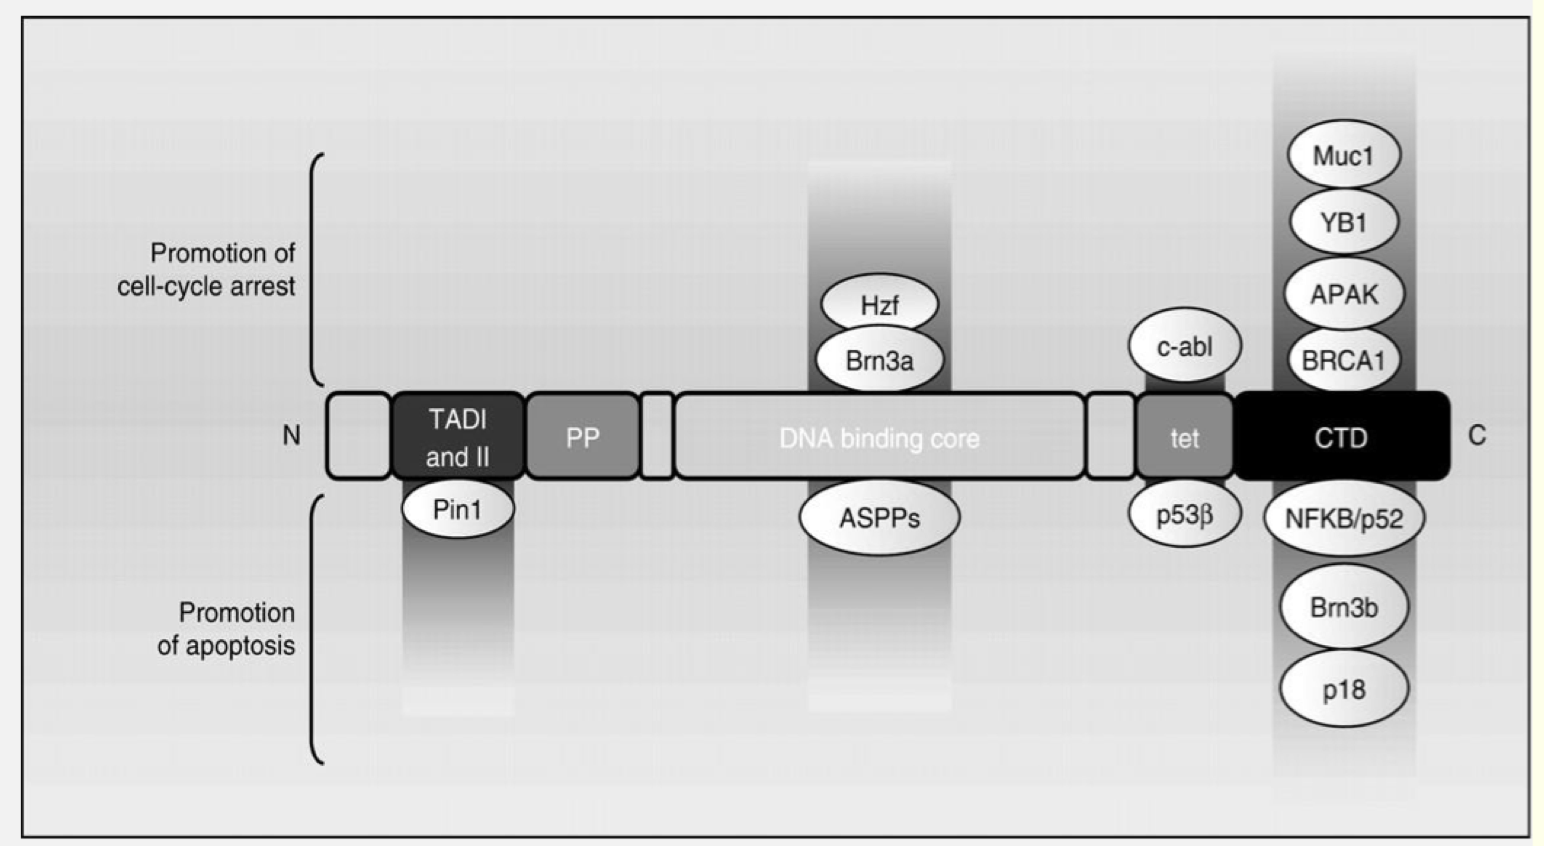 Muc1
YB1
Promotion of
cell-cycle arrest
APAK
Hzf
c-abl
Brn3a
BRCA1
N
TADI
and II
PP
DNA binding core
tet
CTD
C
Pin1
ASPPs
p53β
NFKB/p52
Promotion
of apoptosis
Brn3b
p18